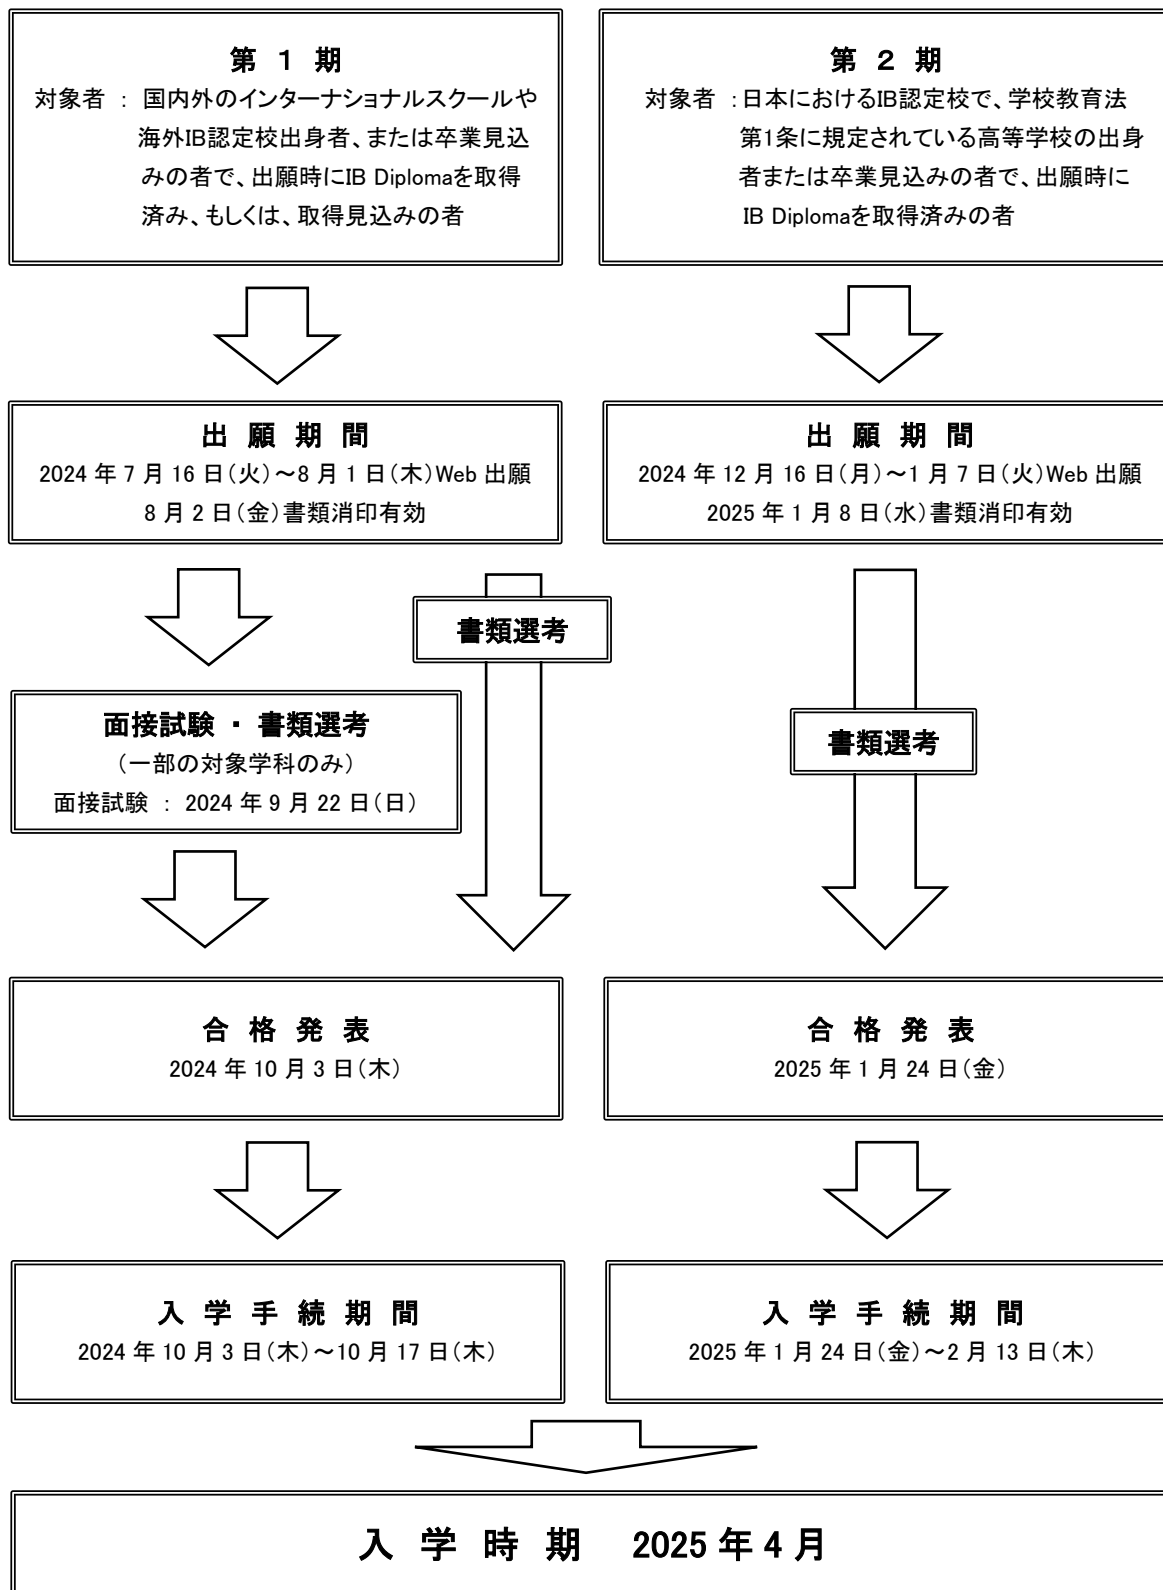 第 1 期
対象者 : 国内外のインターナショナルスクールや
海外IB認定校出身者、または卒業見込
みの者で、出願時にIB Diplomaを取得
済み、もしくは、取得見込みの者
第 2 期
対象者 :日本におけるIB認定校で、学校教育法
第1条に規定されている高等学校の出身
者または卒業見込みの者で、出願時に
IB Diplomaを取得済みの者
出 願 期 間
2024 年 7 月 16 日(火)~8 月 1 日(木)Web 出願
8 月 2 日(金)書類消印有効
出 願 期 間
2024 年 12 月 16 日(月)~1 月 7 日(火)Web 出願
2025 年 1 月 8 日(水)書類消印有効
書類選考
面接試験 ・ 書類選考
(一部の対象学科のみ)
面接試験 : 2024 年 9 月 22 日(日)
書類選考
合 格 発 表
2024 年 10 月 3 日(木)
合 格 発 表
2025 年 1 月 24 日(金)
入 学 手 続 期 間
2024 年 10 月 3 日(木)~10 月 17 日(木)
入 学 手 続 期 間
2025 年 1 月 24 日(金)~2 月 13 日(木)
入 学 時 期 2025 年 4 月